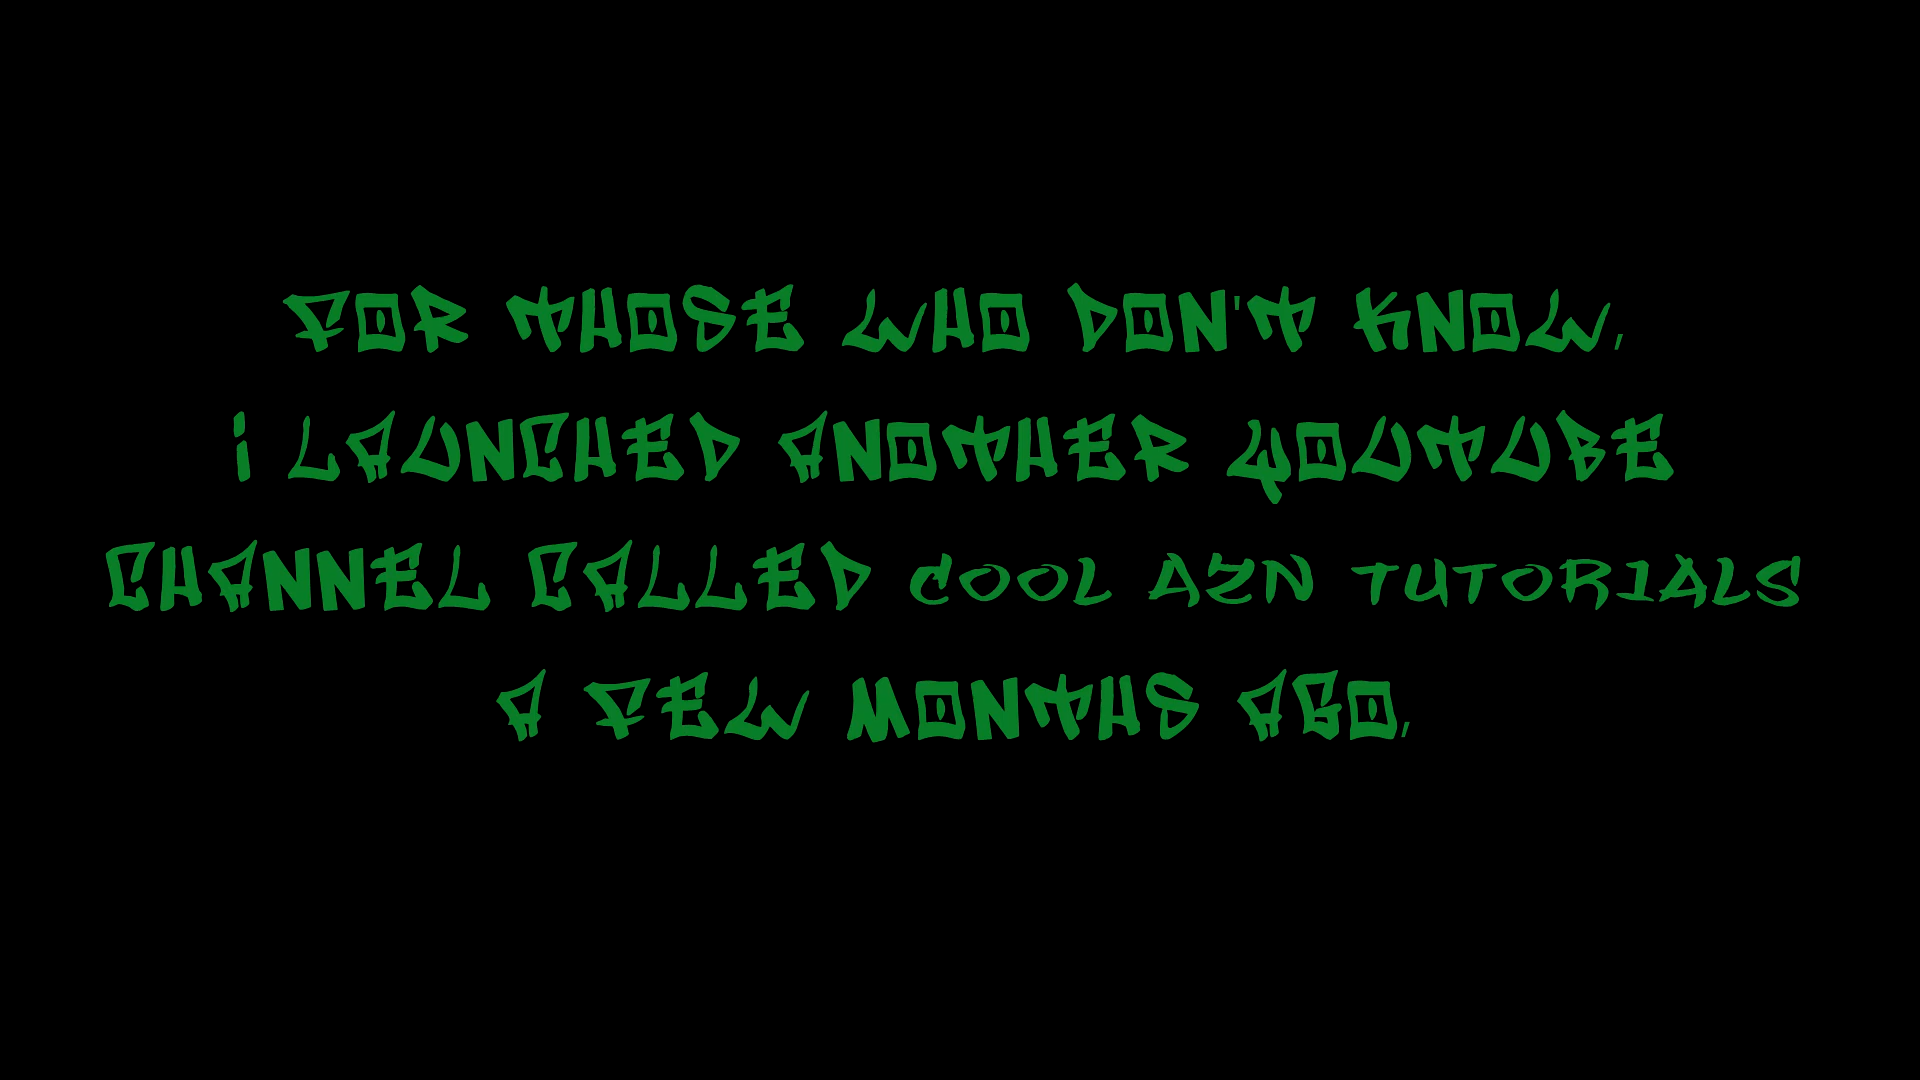 FOR THOSE WHO DON'T KNOW,
I LAUNCHED ANOTHER YOUTUBE
CHANNEL CALLED COOL AZN TUTORIALS
A FEW MONTHS AGO,